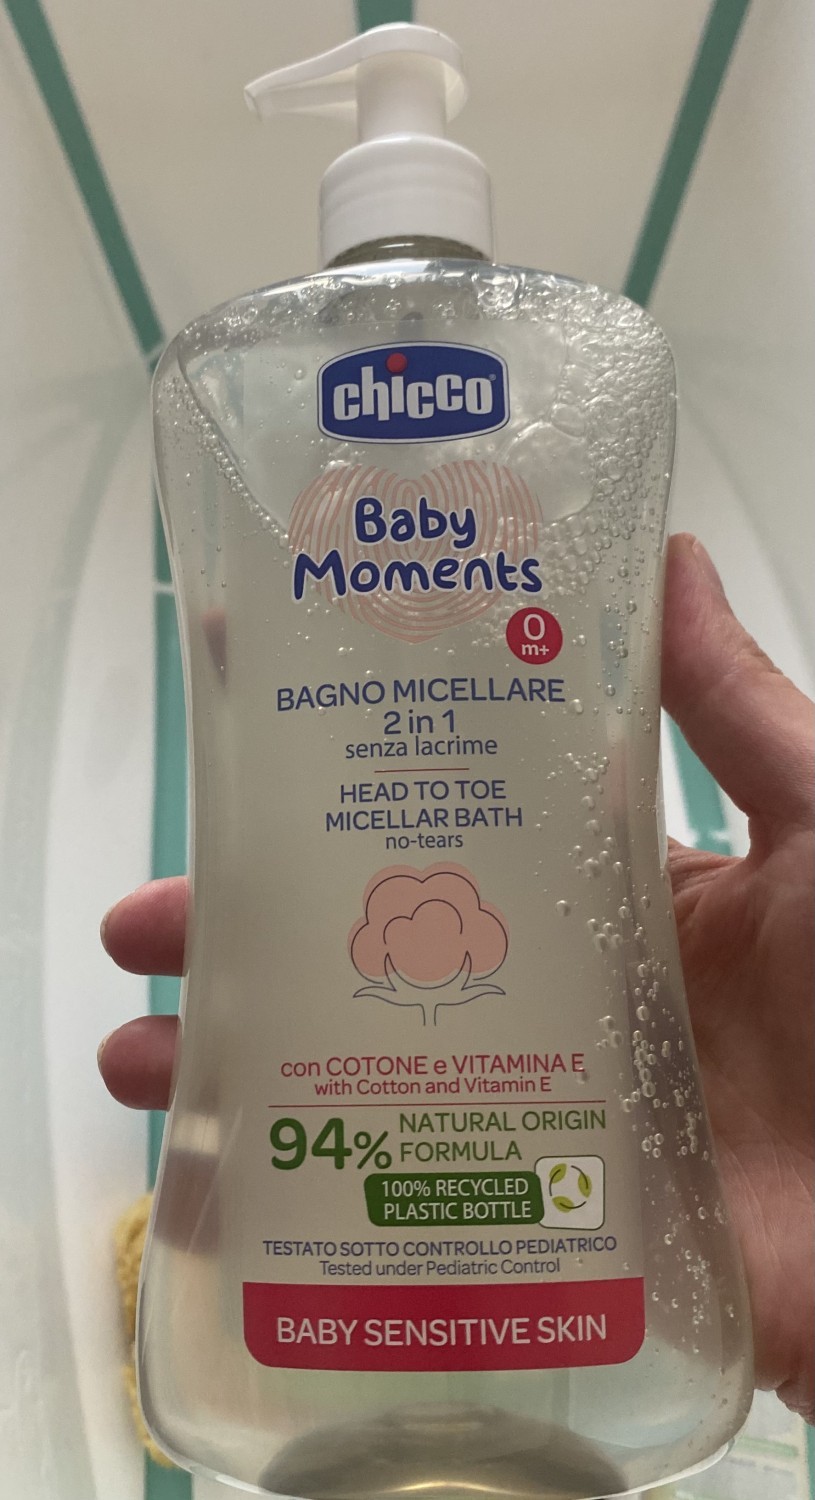 chicco
Baby
Moments
0
m+
BAGNO MICELLARE
2 in 1
senza lacrime
HEAD TO TOE
MICELLAR BATH
no-tears
con COTONE e VITAMINA E
with Cotton and Vitamin E
94% NATURAL ORIGIN
FORMULA
100% RECYCLED
PLASTIC BOTTLE
TESTATO SOTTO CONTROLLO PEDIATRICO
Tested under Pediatric Control
BABY SENSITIVE SKIN